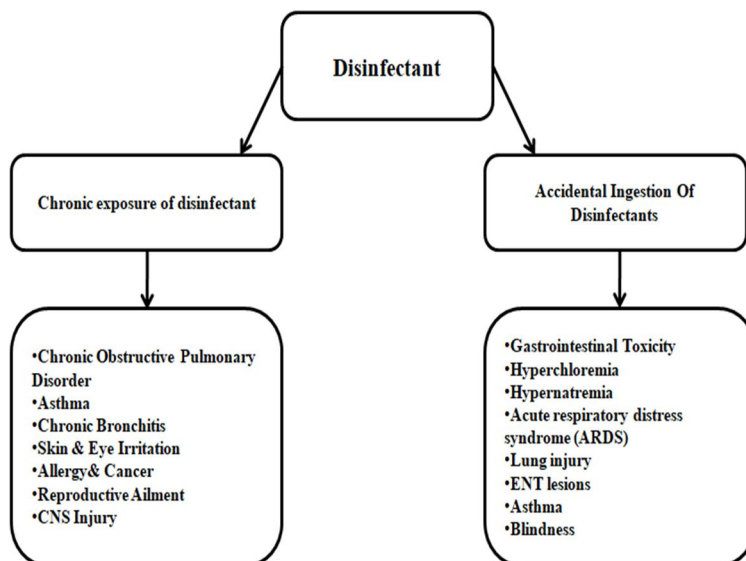 Disinfectant
Chronic exposure of disinfectant
Accidental Ingestion Of
Disinfectants
•Chronic Obstructive Pulmonary
Disorder
•Asthma
•Chronic Bronchitis
•Skin & Eye Irritation
•Allergy& Cancer
•Reproductive Ailment
•CNS Injury
•Gastrointestinal Toxicity
•Hyperchloremia
•Hypernatremia
•Acute respiratory distress
syndrome (ARDS)
•Lung injury
•ENT lesions
•Asthma
•Blindness